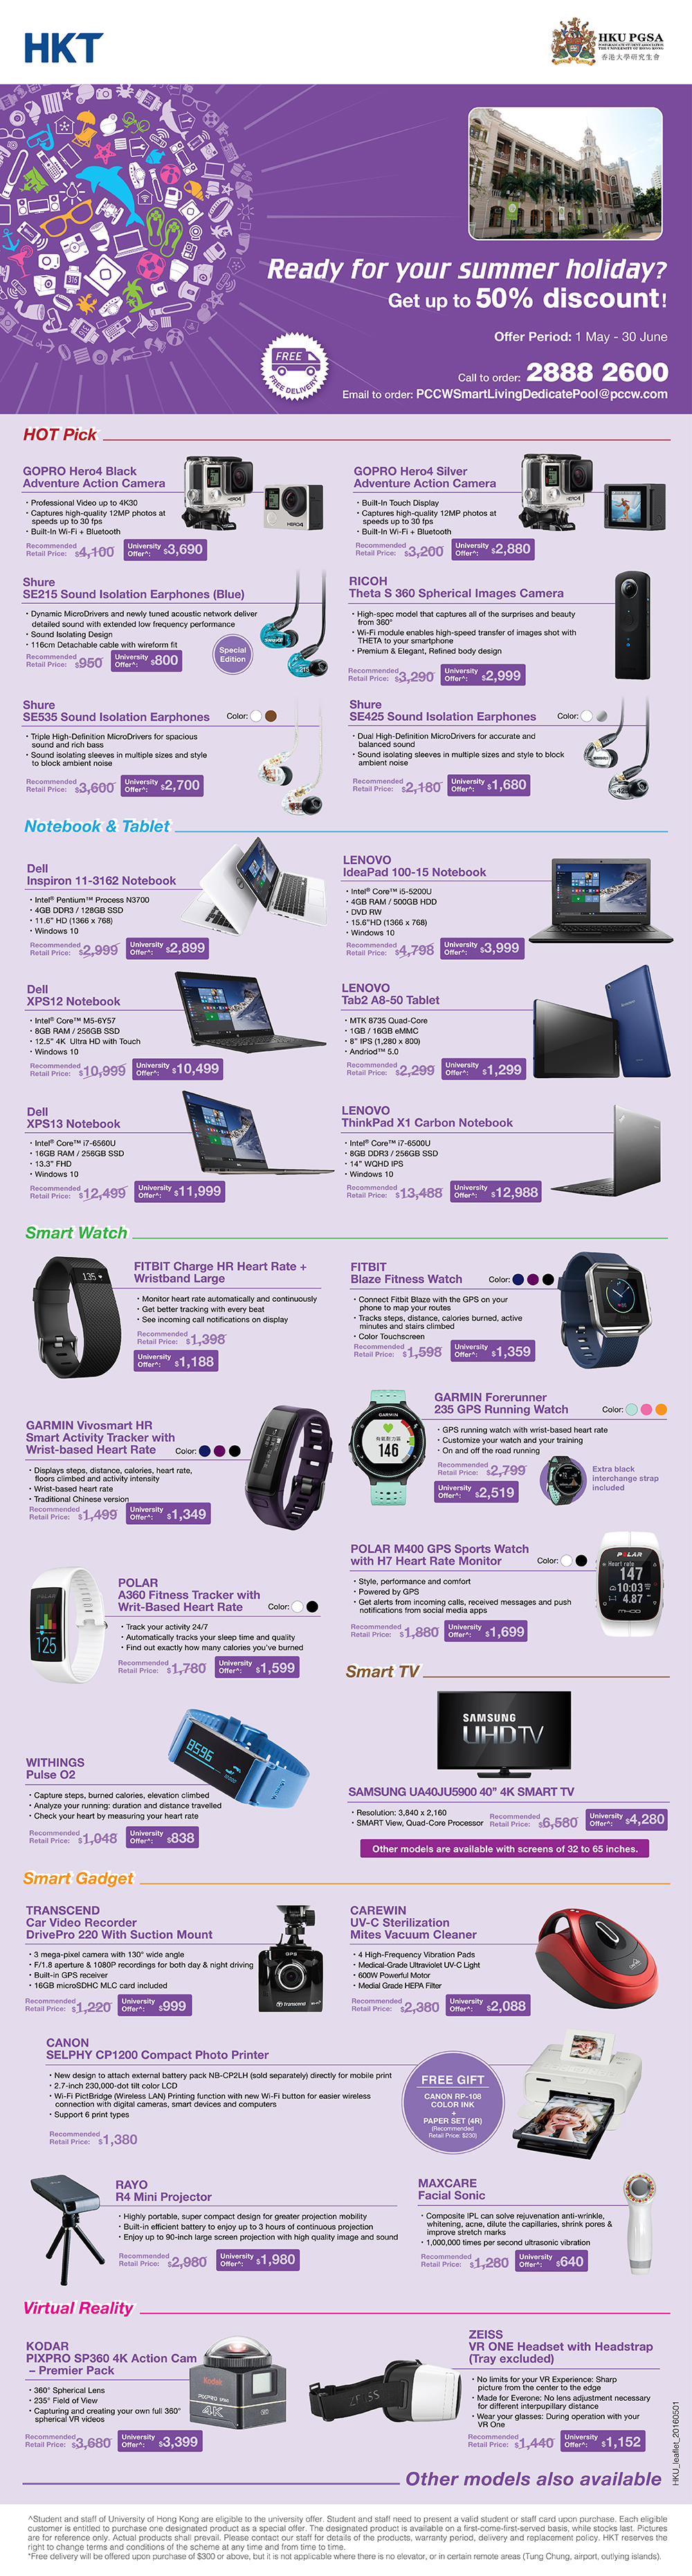 HKT
HKU PGSA
POSTGRADUATE STUDENT ASSOCIATION
THE UNIVERSITY OF HONG KONG
香港大學研究生會
Ready for your summer holiday?
Get up to 50% discount!
Offer Period: 1 May - 30 June
FREE
FREE DELIVERY*
Call to order: 2888 2600
Email to order: PCCWSmartLivingDedicatePool@pccw.com
HOT Pick
GOPRO Hero4 Black
Adventure Action Camera
• Professional Video up to 4K30
• Captures high-quality 12MP photos at
speeds up to 30 fps
• Built-In Wi-Fi + Bluetooth
Recommended
Retail Price: $4,100
University
Offer^: $3,690
GOPRO Hero4 Silver
Adventure Action Camera
• Built-In Touch Display
• Captures high-quality 12MP photos at
speeds up to 30 fps
• Built-In Wi-Fi + Bluetooth
Recommended
Retail Price: $3,200
University
Offer^: $2,880
Shure
SE215 Sound Isolation Earphones (Blue)
• Dynamic MicroDrivers and newly tuned acoustic network deliver
detailed sound with extended low frequency performance
• Sound Isolating Design
• 116cm Detachable cable with wireform fit
Recommended
Retail Price: $950
University
Offer^: $800
Special
Edition
RICOH
Theta S 360 Spherical Images Camera
• High-spec model that captures all of the surprises and beauty
from 360°
• Wi-Fi module enables high-speed transfer of images shot with
THETA to your smartphone
• Premium & Elegant, Refined body design
Recommended
Retail Price: $3,290
University
Offer^: $2,999
Shure
SE535 Sound Isolation Earphones
Color:
• Triple High-Definition MicroDrivers for spacious
sound and rich bass
• Sound isolating sleeves in multiple sizes and style
to block ambient noise
Recommended
Retail Price: $3,600
University
Offer^: $2,700
Shure
SE425 Sound Isolation Earphones
Color:
• Dual High-Definition MicroDrivers for accurate and
balanced sound
• Sound isolating sleeves in multiple sizes and style to block
ambient noise
Recommended
Retail Price: $2,180
University
Offer^: $1,680
Notebook & Tablet
Dell
Inspiron 11-3162 Notebook
• Intel® Pentium™ Process N3700
• 4GB DDR3 / 128GB SSD
• 11.6" HD (1366 x 768)
• Windows 10
Recommended
Retail Price: $2,999
University
Offer^: $2,899
LENOVO
IdeaPad 100-15 Notebook
• Intel® Core™ i5-5200U
• 4GB RAM / 500GB HDD
• DVD RW
• 15.6"HD (1366 x 768)
• Windows 10
Recommended
Retail Price: $4,798
University
Offer^: $3,999
Dell
XPS12 Notebook
• Intel® Core™ M5-6Y57
• 8GB RAM / 256GB SSD
• 12.5" 4K Ultra HD with Touch
• Windows 10
Recommended
Retail Price: $10,999
University
Offer^: $10,499
LENOVO
Tab2 A8-50 Tablet
• MTK 8735 Quad-Core
• 1GB / 16GB eMMC
• 8" IPS (1,280 x 800)
• Andriod™ 5.0
Recommended
Retail Price: $2,299
University
Offer^: $1,299
Dell
XPS13 Notebook
• Intel® Core™ i7-6560U
• 16GB RAM / 256GB SSD
• 13.3" FHD
• Windows 10
Recommended
Retail Price: $12,499
University
Offer^: $11,999
LENOVO
ThinkPad X1 Carbon Notebook
• Intel® Core™ i7-6500U
• 8GB DDR3 / 256GB SSD
• 14" WQHD IPS
• Windows 10
Recommended
Retail Price: $13,488
University
Offer^: $12,988
Smart Watch
FITBIT Charge HR Heart Rate +
Wristband Large
• Monitor heart rate automatically and continuously
• Get better tracking with every beat
• See incoming call notifications on display
Recommended
Retail Price: $1,398
University
Offer^: $1,188
135
FITBIT
Blaze Fitness Watch
Color:
• Connect Fitbit Blaze with the GPS on your
phone to map your routes
• Tracks steps, distance, calories burned, active
minutes and stairs climbed
• Color Touchscreen
Recommended
Retail Price: $1,598
University
Offer^: $1,359
GARMIN Vivosmart HR
Smart Activity Tracker with
Wrist-based Heart Rate
Color:
• Displays steps, distance, calories, heart rate,
floors climbed and activity intensity
• Wrist-based heart rate
• Traditional Chinese version
Recommended
Retail Price: $1,499
University
Offer^: $1,349
GARMIN Forerunner
235 GPS Running Watch
Color:
• GPS running watch with wrist-based heart rate
• Customize your watch and your training
• On and off the road running
Recommended
Retail Price: $2,799
University
Offer^: $2,519
Extra black
interchange strap
included
GARMIN
146
POLAR M400 GPS Sports Watch
with H7 Heart Rate Monitor
Color:
• Style, performance and comfort
• Powered by GPS
• Get alerts from incoming calls, received messages and push
notifications from social media apps
Recommended
Retail Price: $1,880
University
Offer^: $1,699
POLAR
Heart rate
147
10:03
4.87
M400
POLAR
A360 Fitness Tracker with
Writ-Based Heart Rate
Color:
• Track your activity 24/7
• Automatically tracks your sleep time and quality
• Find out exactly how many calories you've burned
Recommended
Retail Price: $1,780
University
Offer^: $1,599
125
Smart TV
SAMSUNG
UHDTV
SAMSUNG UA40JU5900 40" 4K SMART TV
• Resolution: 3,840 x 2,160
• SMART View, Quad-Core Processor
Recommended
Retail Price: $6,580
University
Offer^: $4,280
Other models are available with screens of 32 to 65 inches.
WITHINGS
Pulse O2
• Capture steps, burned calories, elevation climbed
• Analyze your running: duration and distance travelled
• Check your heart by measuring your heart rate
Recommended
Retail Price: $1,048
University
Offer^: $838
8596
Smart Gadget
TRANSCEND
Car Video Recorder
DrivePro 220 With Suction Mount
• 3 mega-pixel camera with 130° wide angle
• F/1.8 aperture & 1080P recordings for both day & night driving
• Built-in GPS receiver
• 16GB microSDHC MLC card included
Recommended
Retail Price: $1,220
University
Offer^: $999
GPS
Transcend
CAREWIN
UV-C Sterilization
Mites Vacuum Cleaner
• 4 High-Frequency Vibration Pads
• Medical-Grade Ultraviolet UV-C Light
• 600W Powerful Motor
• Medial Grade HEPA Filter
Recommended
Retail Price: $2,380
University
Offer^: $2,088
CANON
SELPHY CP1200 Compact Photo Printer
• New design to attach external battery pack NB-CP2LH (sold separately) directly for mobile print
• 2.7-inch 230,000-dot tilt color LCD
• Wi-Fi PictBridge (Wireless LAN) Printing function with new Wi-Fi button for easier wireless
connection with digital cameras, smart devices and computers
• Support 6 print types
Recommended
Retail Price: $1,380
FREE GIFT
CANON RP-108
COLOR INK
+
PAPER SET (4R)
(Recommended
Retail Price: $230)
RAYO
R4 Mini Projector
• Highly portable, super compact design for greater projection mobility
• Built-in efficient battery to enjoy up to 3 hours of continuous projection
• Enjoy up to 90-inch large screen projection with high quality image and sound
Recommended
Retail Price: $2,980
University
Offer^: $1,980
MAXCARE
Facial Sonic
• Composite IPL can solve rejuvenation anti-wrinkle,
whitening, acne, dilute the capillaries, shrink pores &
improve stretch marks
• 1,000,000 times per second ultrasonic vibration
Recommended
Retail Price: $1,280
University
Offer^: $640
Virtual Reality
KODAR
PIXPRO SP360 4K Action Cam
– Premier Pack
• 360° Spherical Lens
• 235° Field of View
• Capturing and creating your own full 360°
spherical VR videos
Recommended
Retail Price: $3,680
University
Offer^: $3,399
Kodak
PIXPRO SP360
4K
ZEISS
ZEISS
VR ONE Headset with Headstrap
(Tray excluded)
• No limits for your VR Experience: Sharp
picture from the center to the edge
• Made for Everone: No lens adjustment necessary
for different interpupillary distance
• Wear your glasses: During operation with your
VR One
Recommended
Retail Price: $1,440
University
Offer^: $1,152
Other models also available
HKU_leaflet_20160501
^Student and staff of University of Hong Kong are eligible to the university offer. Student and staff need to present a valid student or staff card upon purchase. Each eligible
customer is entitled to purchase one designated product as a special offer. The designated product is available on a first-come-first-served basis, while stocks last. Pictures
are for reference only. Actual products shall prevail. Please contact our staff for details of the products, warranty period, delivery and replacement policy. HKT reserves the
right to change terms and conditions of the scheme at any time and from time to time.
*Free delivery will be offered upon purchase of $300 or above, but it is not applicable where there is no elevator, or in certain remote areas (Tung Chung, airport, outlying islands).